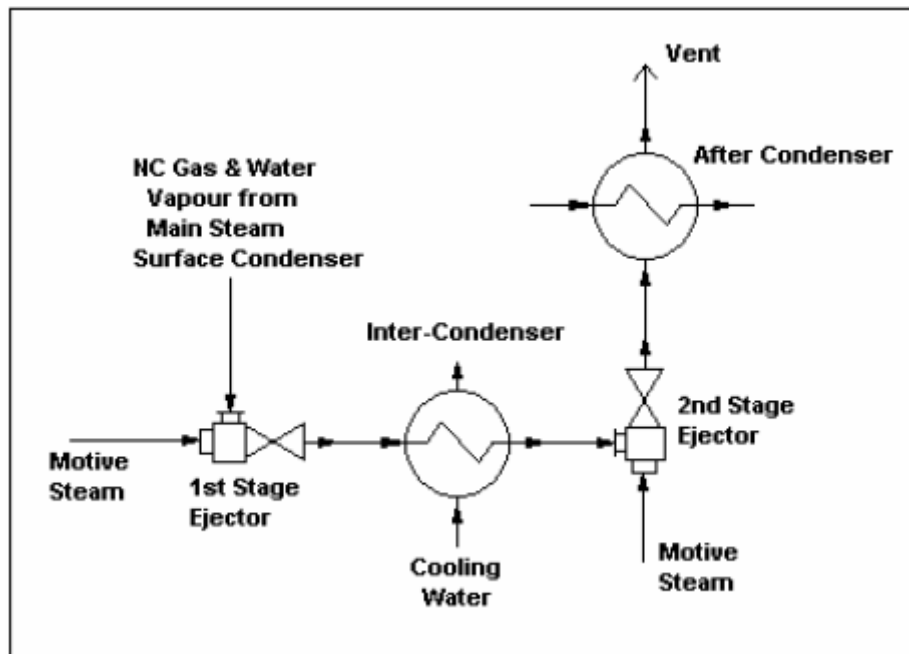 Vent
After Condenser
NC Gas & Water
Vapour from
Main Steam
Surface Condenser
Inter-Condenser
2nd Stage
Ejector
Motive
Steam
1st Stage
Ejector
Cooling
Water
Motive
Steam